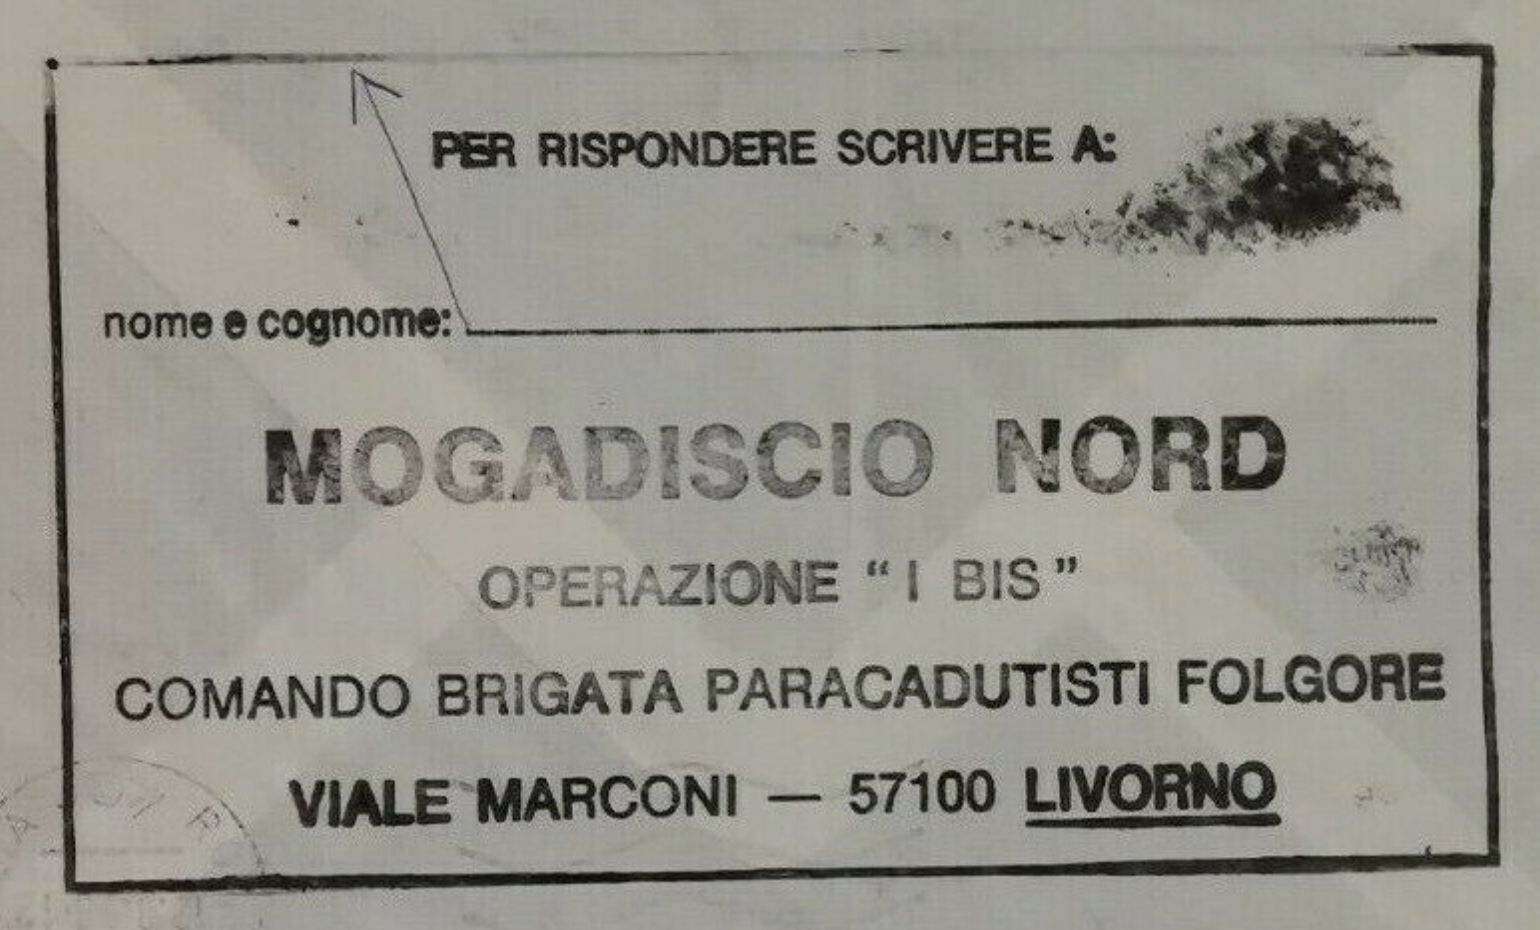 PER RISPONDERE SCRIVERE A:
nome e cognome:
MOGADISCIO NORD
OPERAZIONE “I BIS”
COMANDO BRIGATA PARACADUTISTI FOLGORE
VIALE MARCONI — 57100 LIVORNO